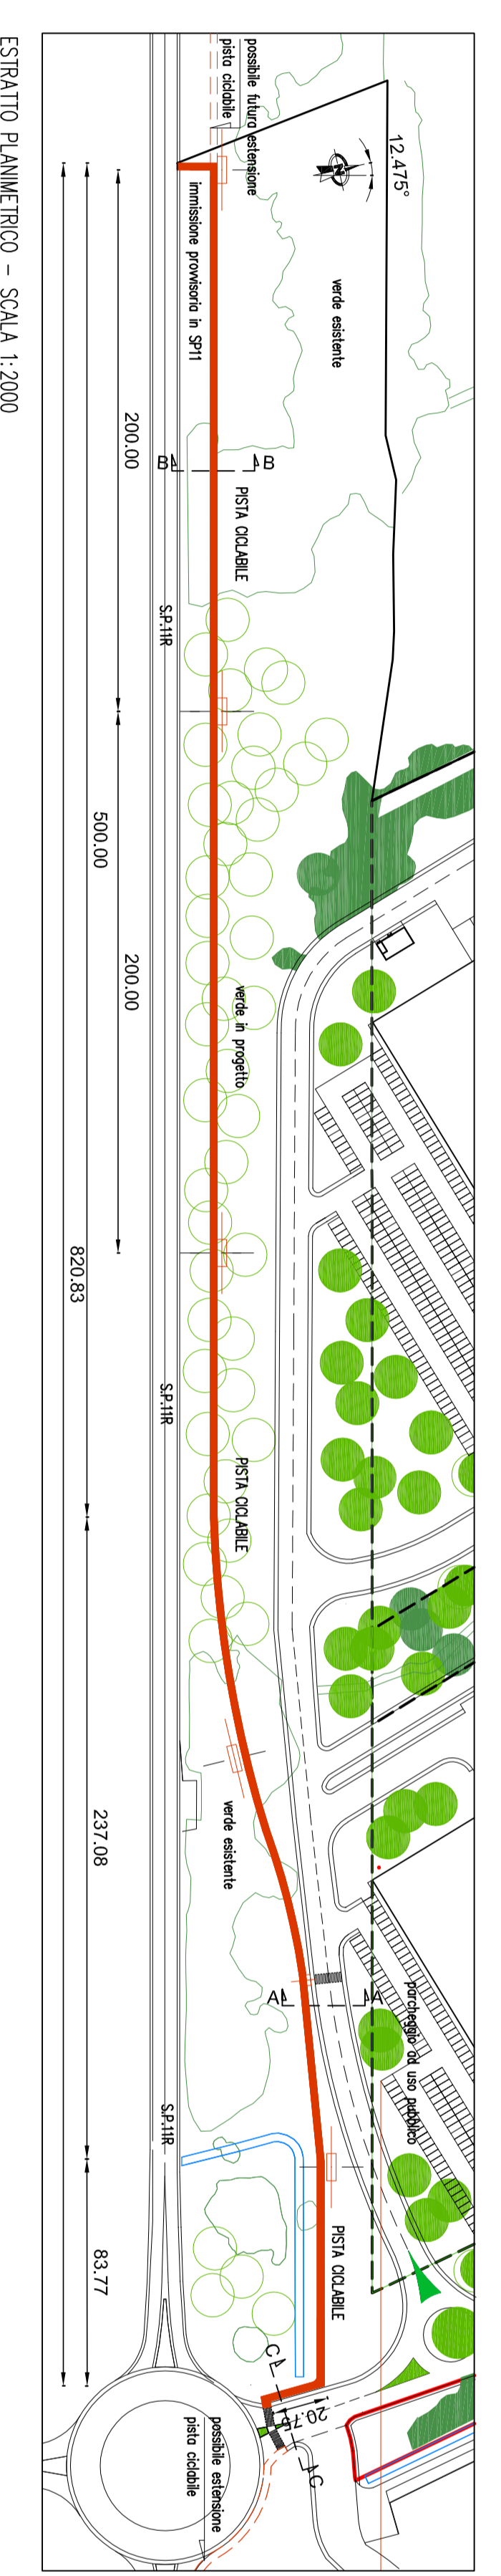 ESTRATTO PLANIMETRICO - SCALA 1:2000
possibile futura estensione
pista ciclabile
12.475°
N
immissione provvisoria in SP11
verde esistente
200.00
B B
PISTA CICLABILE
S.P.11R
500.00
200.00
verde in progetto
820.83
S.P.11R
PISTA CICLABILE
237.08
verde esistente
A A
parcheggio ad uso pubblico
S.P.11R
83.77
PISTA CICLABILE
C C
20.75
possibile estensione
pista ciclabile